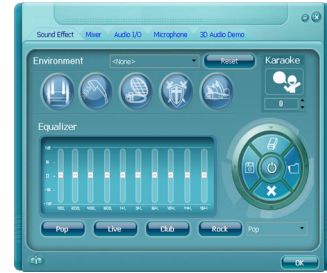 Sound Effect Mixer Audio I/O Microphone 3D Audio Demo
Environment <None> Reset Karaoke
0
Equalizer
Pop Live Club Rock Pop
OK